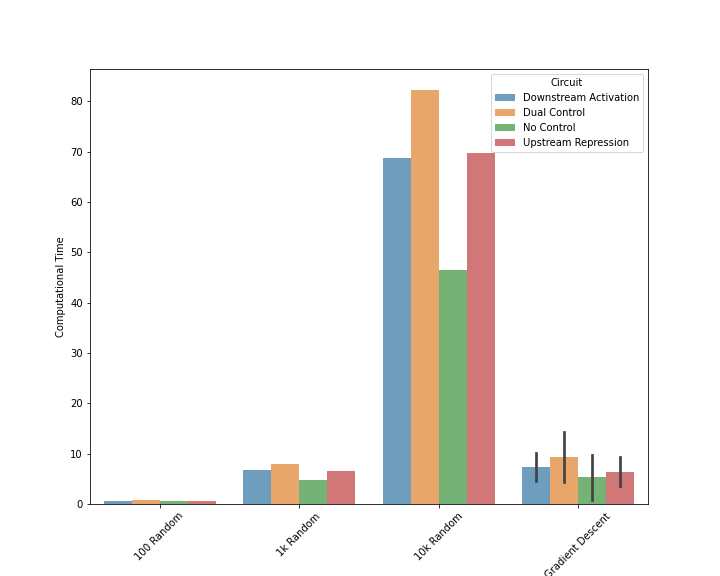 Circuit
Downstream Activation
Dual Control
No Control
Upstream Repression
Computational Time
80
70
60
50
40
30
20
10
0
100 Random
1k Random
10k Random
Gradient Descent